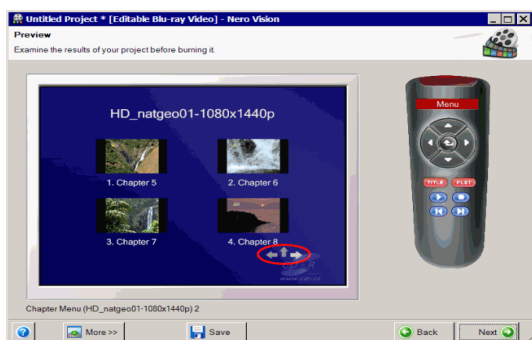 Untitled Project * [Editable Blu-ray Video] - Nero Vision
Preview
Examine the results of your project before burning it.
Menu
HD_natgeo01-1080x1440p
1. Chapter 5
2. Chapter 6
TITLE
3. Chapter 7
4. Chapter 8
Chapter Menu (HD_natgeo01-1080x1440p) 2
More >>
Save
Back
Next